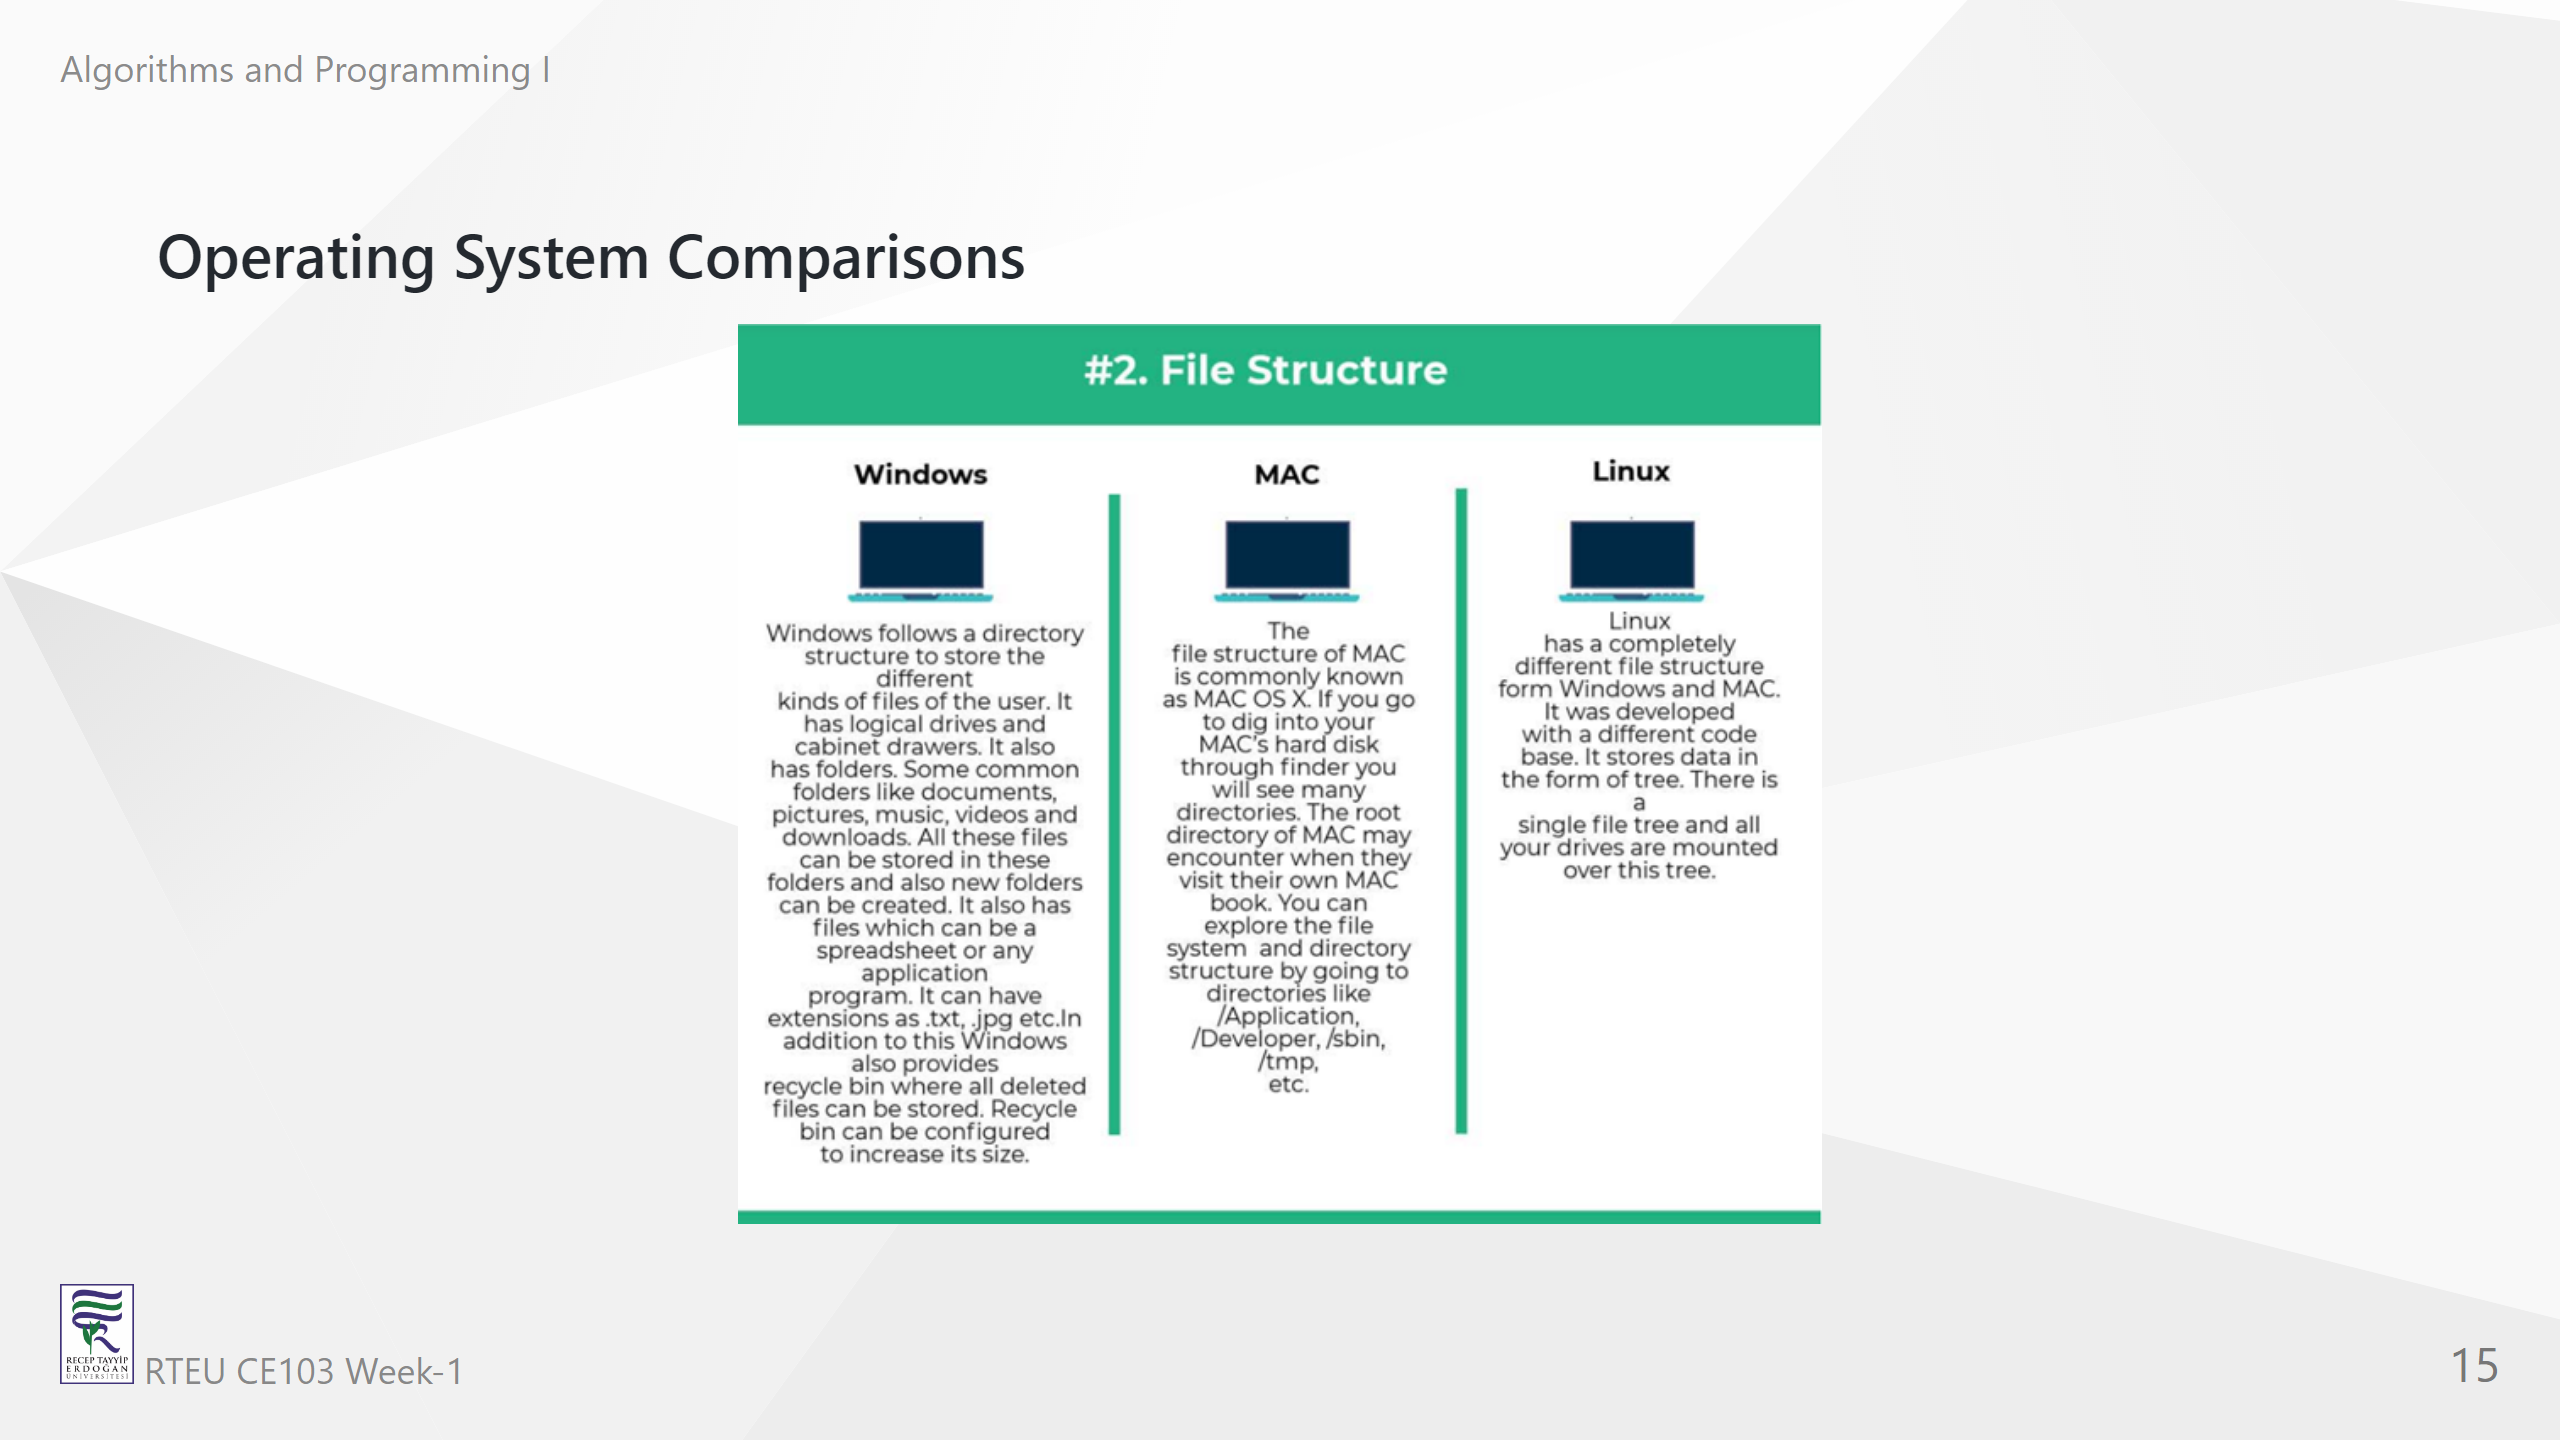 Algorithms and Programming I
Operating System Comparisons
#2. File Structure
Windows
Windows follows a directory
structure to store the
different
kinds of files of the user. It
has logical drives and
cabinet drawers. It also
has folders. Some common
folders like documents,
pictures, music, videos and
downloads. All these files
can be stored in these
folders and also new folders
can be created. It also has
files which can be a
spreadsheet or any
application
program. It can have
extensions as .txt, .jpg etc.In
addition to this Windows
also provides
recycle bin where all deleted
files can be stored. Recycle
bin can be configured
to increase its size.
MAC
The
file structure of MAC
is commonly known
as MAC OS X. If you go
to dig into your
MAC's hard disk
through finder you
will see many
directories. The root
directory of MAC may
encounter when they
visit their own MAC
book. You can
explore the file
system  and directory
structure by going to
directories like
/Application,
/Developer, /sbin,
/tmp,
etc.
Linux
Linux
has a completely
different file structure
form Windows and MAC.
It was developed
with a different code
base. It stores data in
the form of tree. There is
a
single file tree and all
your drives are mounted
over this tree.
RECEP TAYYİP
ERDOĞAN
ÜNİVERSİTESİ
RTEU CE103 Week-1
15